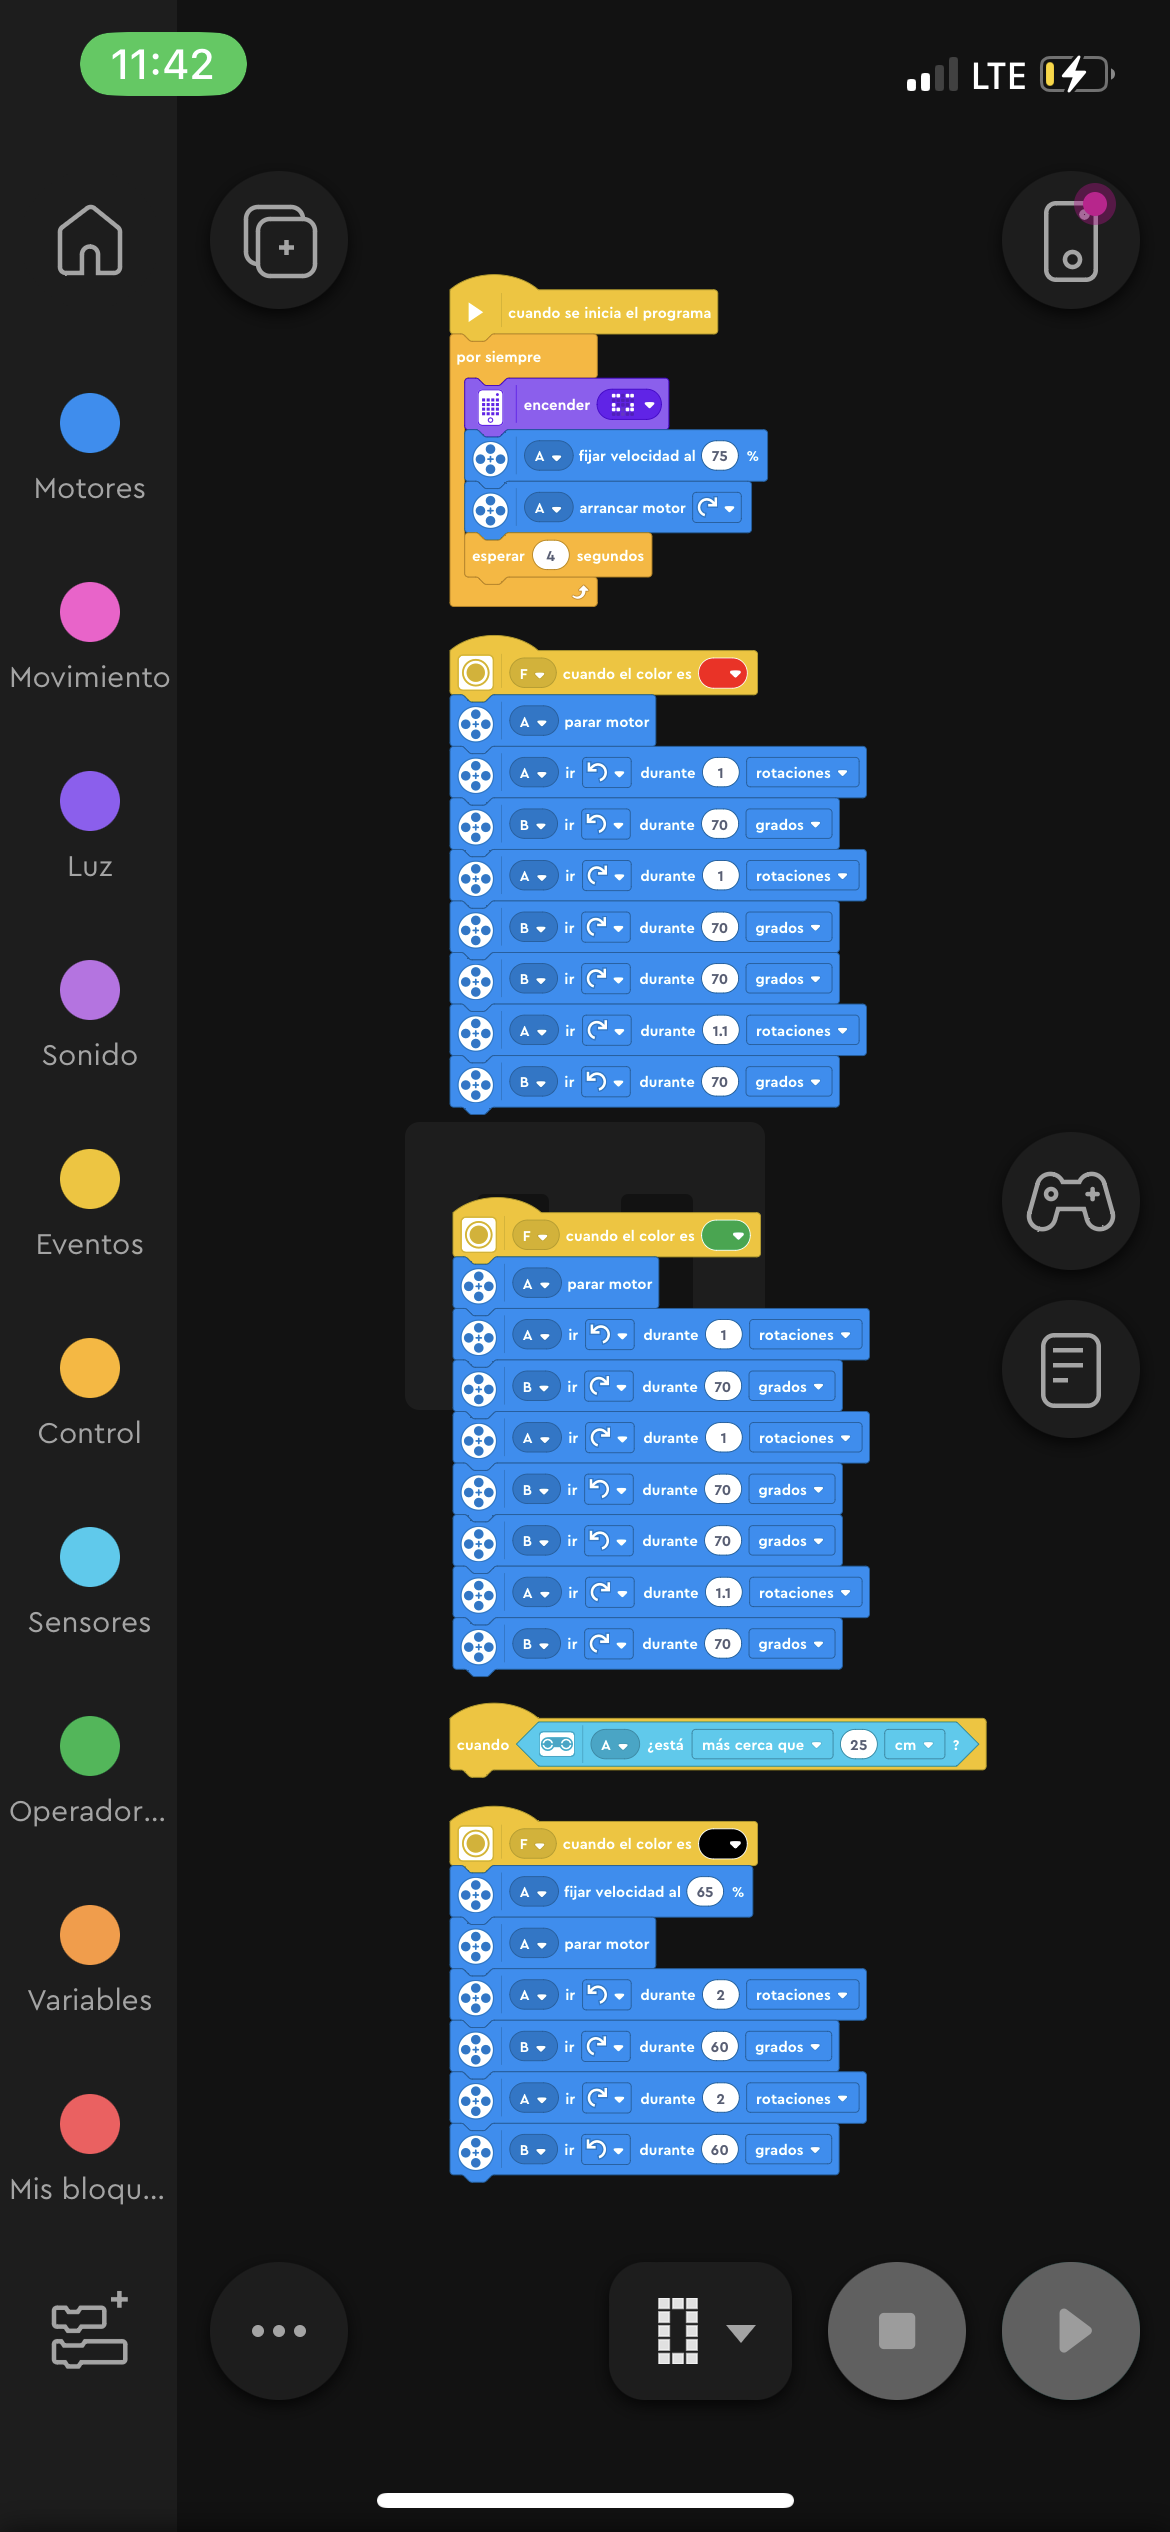 11:42
LTE
cuando se inicia el programa
por siempre
encender
A fijar velocidad al 75 %
A arrancar motor
esperar 4 segundos
F cuando el color es
A parar motor
A ir durante 1 rotaciones
B ir durante 70 grados
A ir durante 1 rotaciones
B ir durante 70 grados
B ir durante 70 grados
A ir durante 1.1 rotaciones
B ir durante 70 grados
F cuando el color es
A parar motor
A ir durante 1 rotaciones
B ir durante 70 grados
A ir durante 1 rotaciones
B ir durante 70 grados
B ir durante 70 grados
A ir durante 1.1 rotaciones
B ir durante 70 grados
cuando A ¿está más cerca que 25 cm ?
F cuando el color es
A fijar velocidad al 65 %
A parar motor
A ir durante 2 rotaciones
B ir durante 60 grados
A ir durante 2 rotaciones
B ir durante 60 grados
Motores
Movimiento
Luz
Sonido
Eventos
Control
Sensores
Operador...
Variables
Mis bloqu...
0